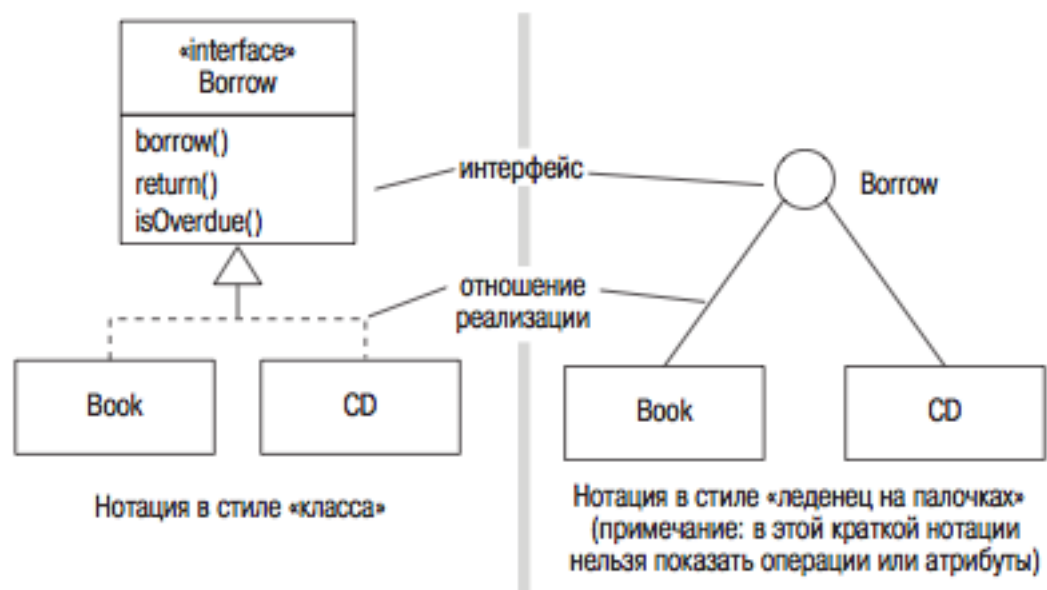 «interface»
Borrow
borrow()
return()
isOverdue()
Book
CD
Нотация в стиле «класса»
интерфейс
отношение
реализации
Borrow
Book
CD
Нотация в стиле «леденец на палочках»
(примечание: в этой краткой нотации
нельзя показать операции или атрибуты)